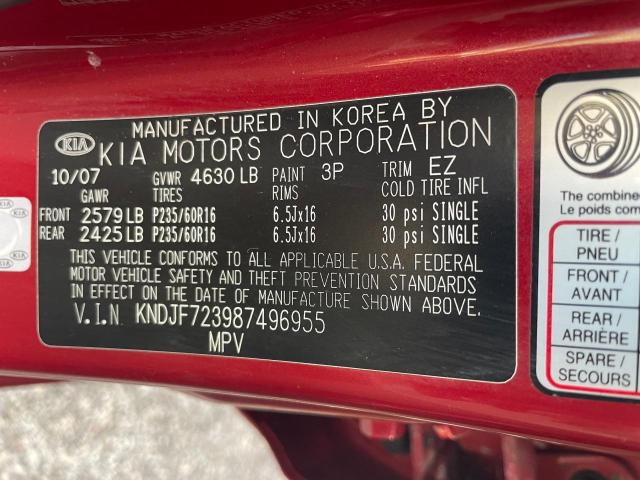 KIA
MANUFACTURED IN KOREA BY
KIA MOTORS CORPORATION
10/07 GVWR 4630 LB PAINT 3P TRIM EZ
GAWR TIRES RIMS COLD TIRE INFL
FRONT 2579 LB P235/60R16 6.5Jx16 30 psi SINGLE
REAR 2425 LB P235/60R16 6.5Jx16 30 psi SINGLE
THIS VEHICLE CONFORMS TO ALL APPLICABLE U.S.A. FEDERAL
MOTOR VEHICLE SAFETY AND THEFT PREVENTION STANDARDS
IN EFFECT ON THE DATE OF MANUFACTURE SHOWN ABOVE.
V.I.N KNDJF723987496955
MPV
The combine
Le poids com
TIRE /
PNEU
FRONT /
AVANT
REAR /
ARRIÈRE
SPARE /
SECOURS